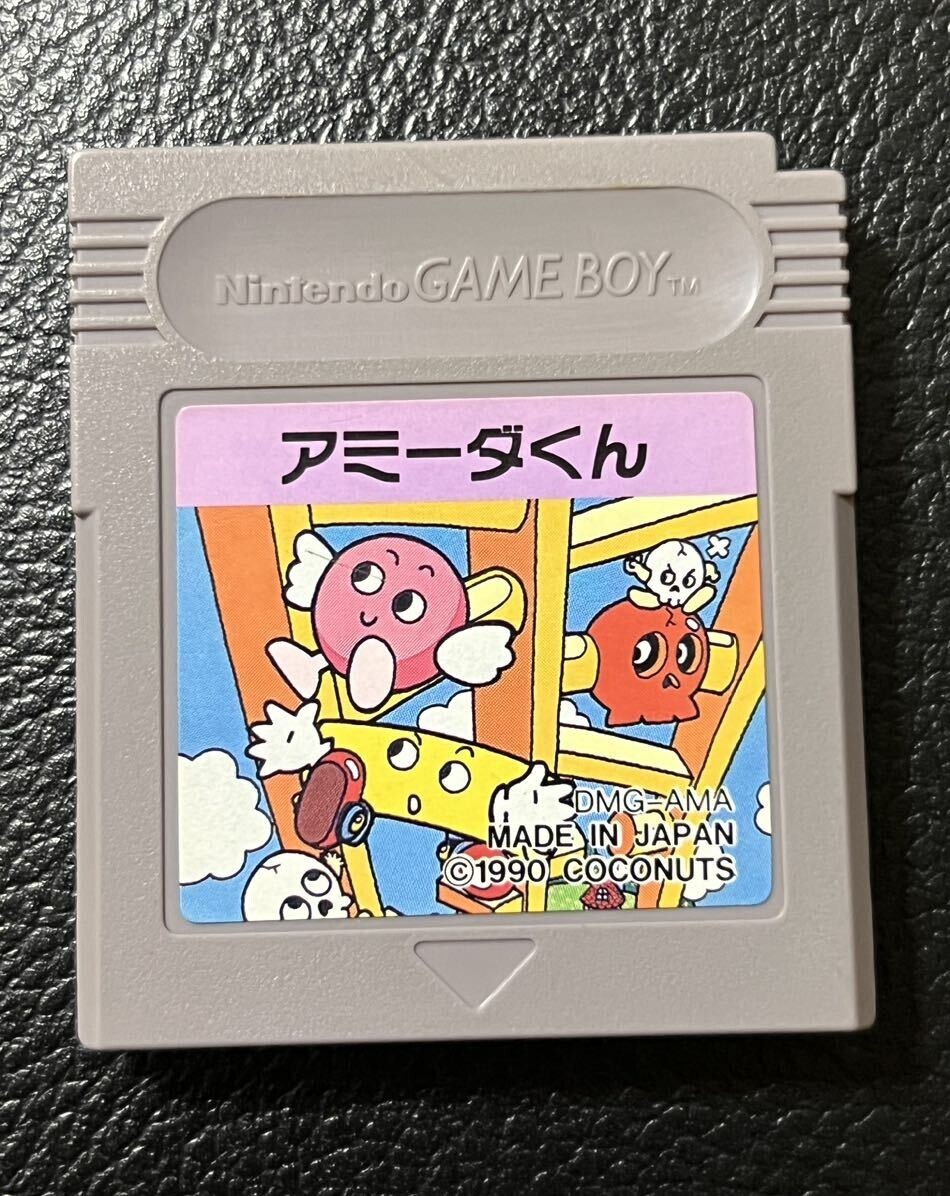 Nintendo GAME BOY™
アミーダくん
DMG-AMA
MADE IN JAPAN
©1990 COCONUTS